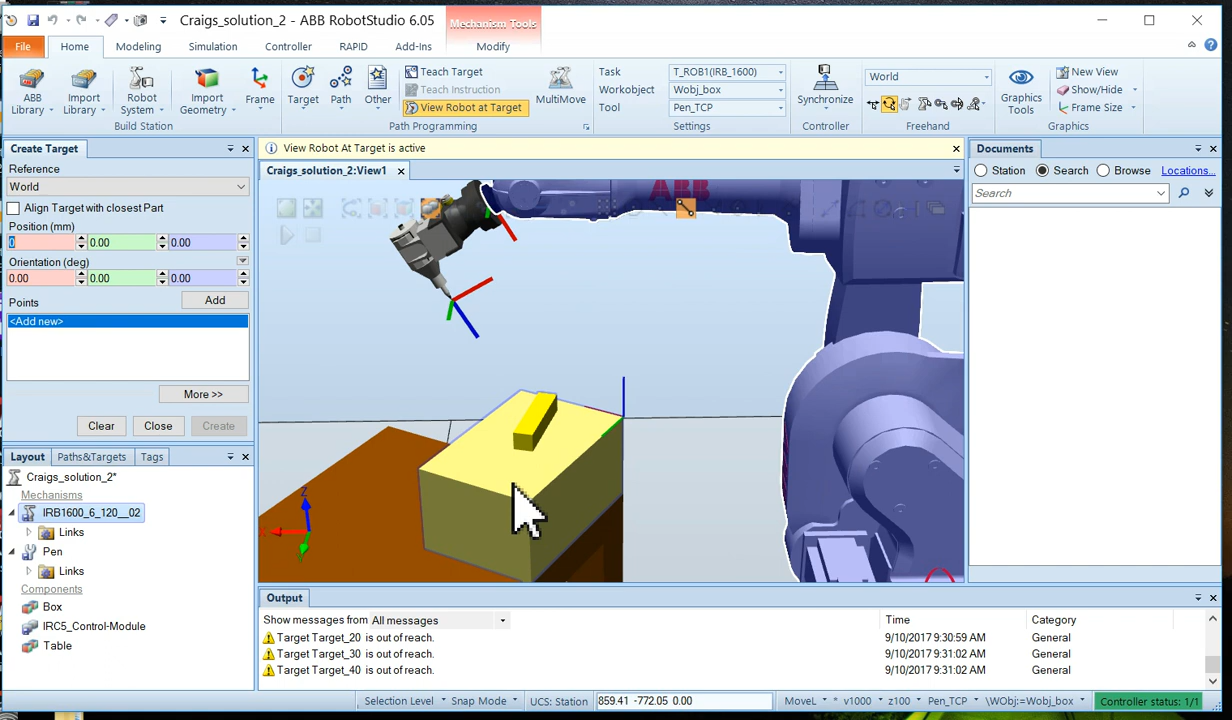 Craigs_solution_2 - ABB RobotStudio 6.05
Mechanism Tools
File Home Modeling Simulation Controller RAPID Add-Ins Modify
ABB Library
Import Library
Robot System
Import Geometry
Frame
Build Station
Target
Path
Other
Teach Target
Teach Instruction
View Robot at Target
MultiMove
Path Programming
Task T_ROB1(IRB_1600)
Workobject Wobj_box
Tool Pen_TCP
Settings
Synchronize
Controller
World
Freehand
Graphics Tools
New View
Show/Hide
Frame Size
Graphics
Create Target
Reference
World
Align Target with closest Part
Position (mm)
0 0.00 0.00
Orientation (deg)
0.00 0.00 0.00
Points
Add
<Add new>
More >>
Clear Close Create
Layout Paths&Targets Tags
Craigs_solution_2*
Mechanisms
IRB1600_6_120__02
Links
Pen
Links
Components
Box
IRC5_Control-Module
Table
View Robot At Target is active
Craigs_solution_2:View1
ABB
Z
X
Y
Documents
Station Search Browse Locations...
Search
Output
Show messages from All messages Time Category
Target Target_20 is out of reach. 9/10/2017 9:30:59 AM General
Target Target_30 is out of reach. 9/10/2017 9:31:02 AM General
Target Target_40 is out of reach. 9/10/2017 9:31:02 AM General
Selection Level Snap Mode UCS: Station 859.41 -772.05 0.00 MoveL * v1000 z100 Pen_TCP \WObj:=Wobj_box Controller status: 1/1